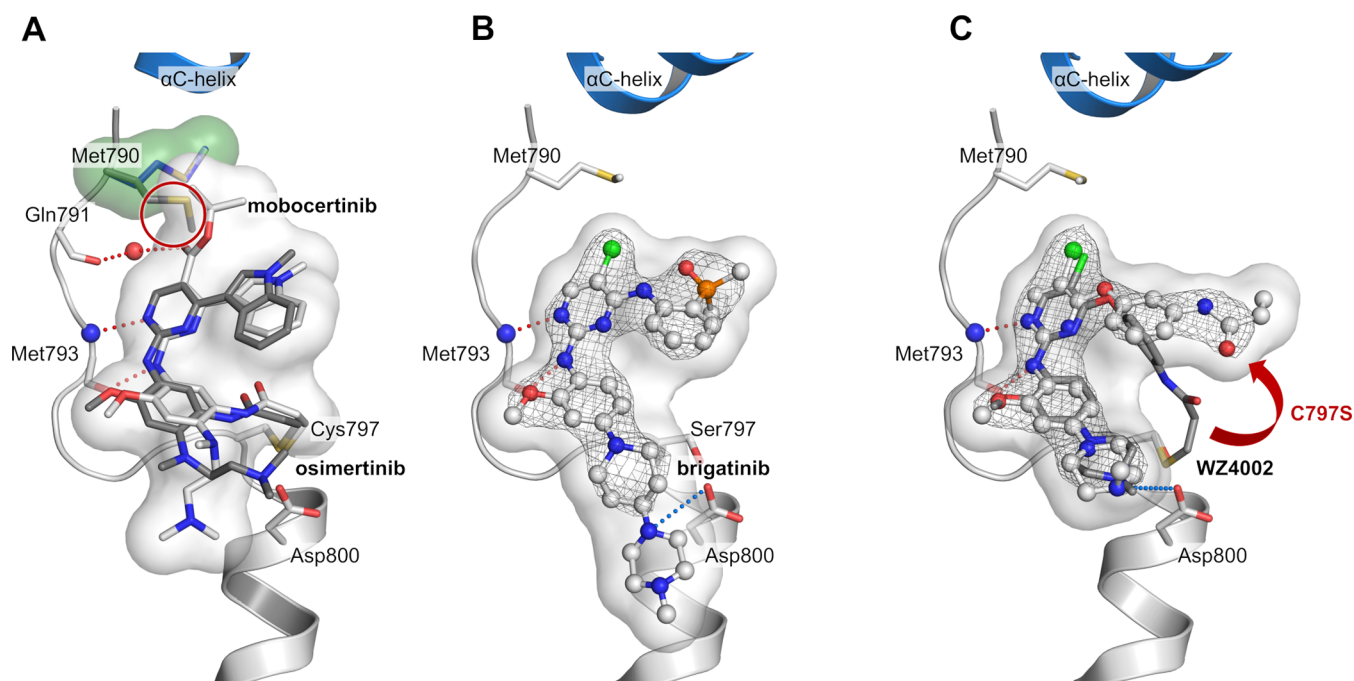 A
αC-helix
Met790
Gln791
mobocertinib
Met793
Cys797
osimertinib
Asp800
B
αC-helix
Met790
Met793
Ser797
brigatinib
Asp800
C
αC-helix
Met790
Met793
C797S
WZ4002
Asp800